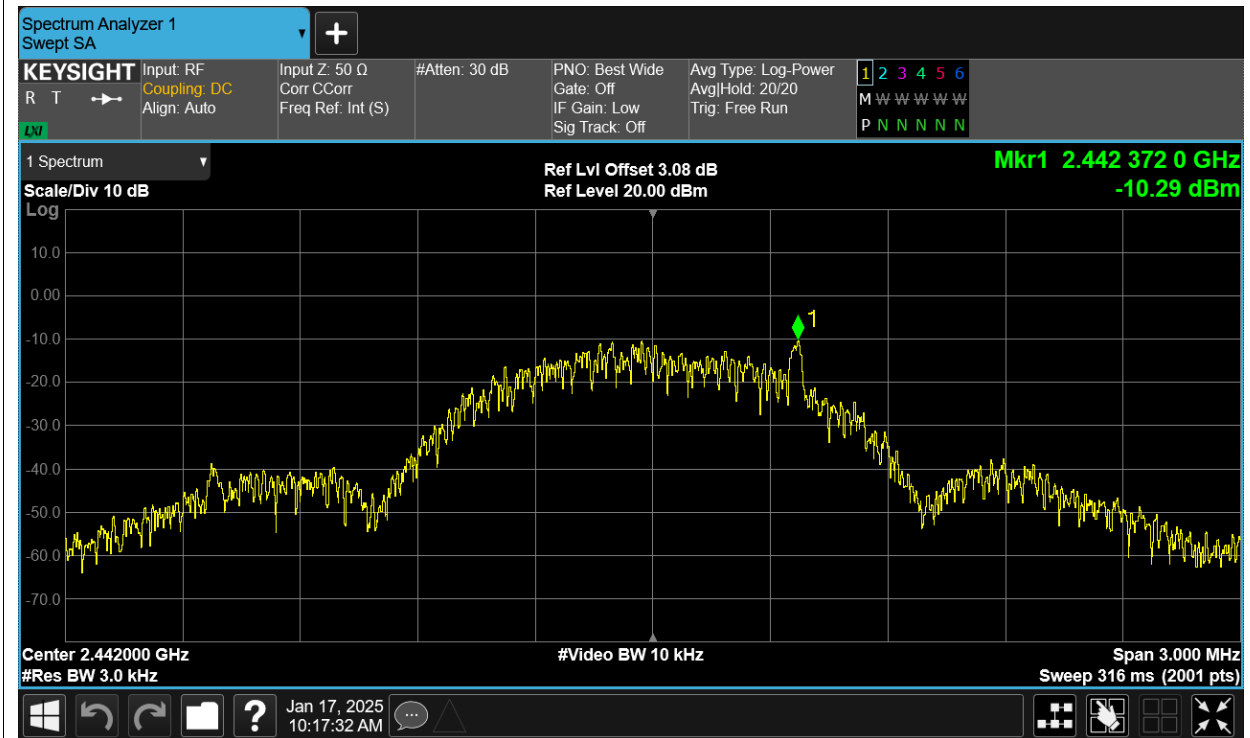 Spectrum Analyzer 1
Swept SA
+
KEYSIGHT
R T
LXI
Input: RF
Coupling: DC
Align: Auto
Input Z: 50 Ω
Corr CCorr
Freq Ref: Int (S)
#Atten: 30 dB
PNO: Best Wide
Gate: Off
IF Gain: Low
Sig Track: Off
Avg Type: Log-Power
Avg|Hold: 20/20
Trig: Free Run
1 2 3 4 5 6
M W W W W W W
P N N N N N N
1 Spectrum
Scale/Div 10 dB
Log
Ref Lvl Offset 3.08 dB
Ref Level 20.00 dBm
Mkr1 2.442 372 0 GHz
-10.29 dBm
10.0
0.00
-10.0
-20.0
-30.0
-40.0
-50.0
-60.0
-70.0
1
Center 2.442000 GHz
#Res BW 3.0 kHz
#Video BW 10 kHz
Span 3.000 MHz
Sweep 316 ms (2001 pts)
?
Jan 17, 2025
10:17:32 AM